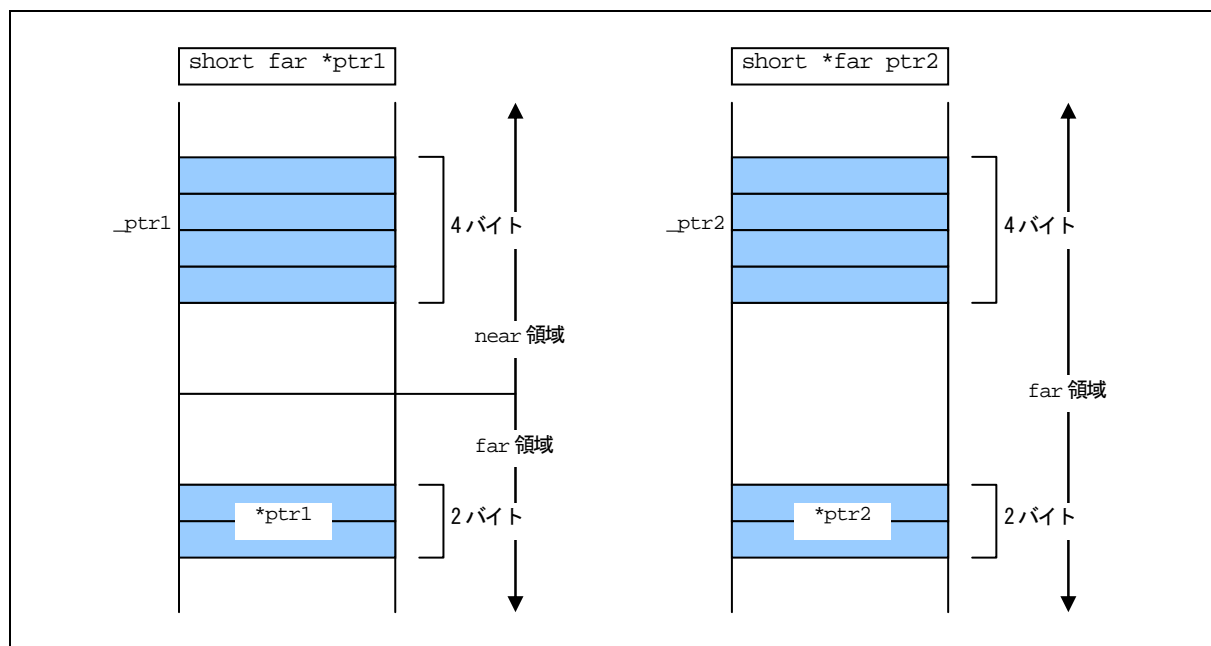 short far *ptr1
_ptr1
4 バイト
near 領域
far 領域
*ptr1
2 バイト
short *far ptr2
_ptr2
4 バイト
far 領域
*ptr2
2 バイト